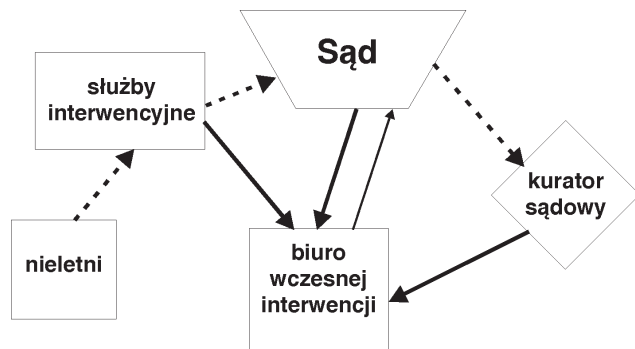 Sąd
służby
interwencyjne
kurator
sądowy
nieletni
biuro
wczesnej
interwencji